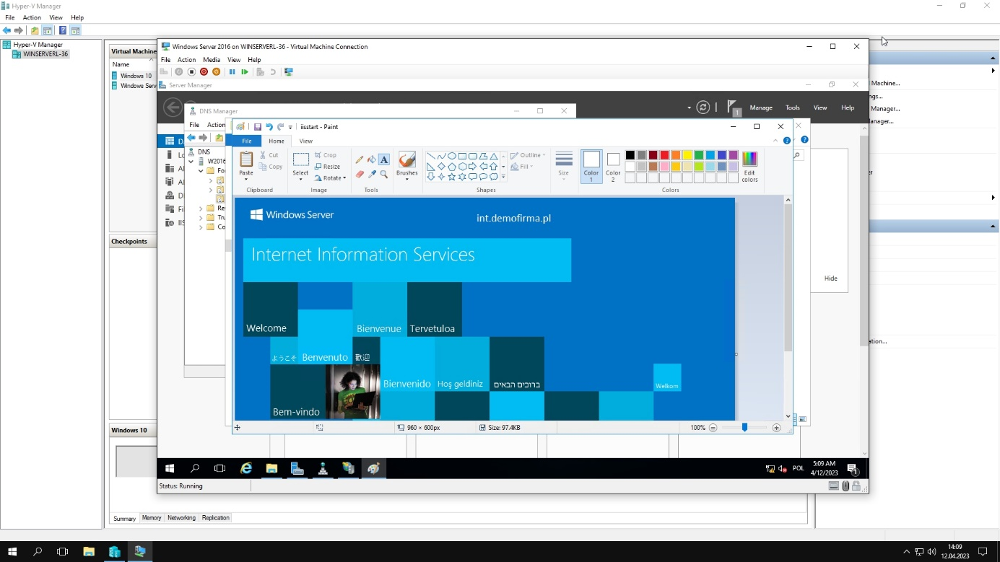 Hyper-V Manager
File Action View Help
Hyper-V Manager
WINSERVERL-36
Virtual Machine
Name
Windows 10
Windows Serv
Checkpoints
Windows 10
Summary Memory Networking Replication
Windows Server 2016 on WINSERVERL-36 - Virtual Machine Connection
File Action Media View Help
Server Manager
Manage Tools View Help
1
DNS Manager
File Action
DNS
W2016
Fo
Re
Tru
Co
IIS
iisstart - Paint
File Home View
Paste
Cut
Copy
Clipboard
Select
Crop
Resize
Rotate
Image
A
Tools
Brushes
Outline
Fill
Shapes
Size
Color 1
Color 2
Edit colors
Colors
Windows Server
int.demofirma.pl
Internet Information Services
Welcome
Bienvenue
Tervetuloa
ようこそ
Benvenuto
歡迎
Bienvenido
Hoş geldiniz
ברוכים הבאים
Welkom
Bem-vindo
960 × 600px
Size: 97.4KB
100%
Hide
POL
5:09 AM
4/12/2023
1
Status: Running
Machine...
ngs...
Manager...
anager...
ation...
14:09
12.04.2023